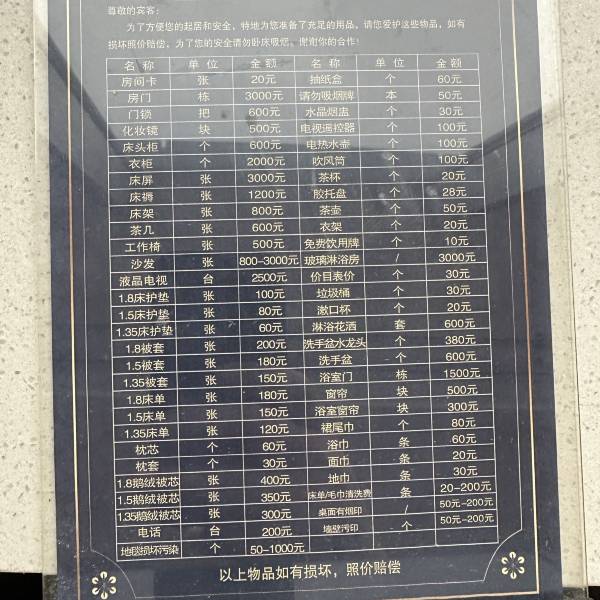 尊敬的宾客:
为了方便您的起居和安全，特地为您准备了充足的用品，请您爱护这些物品，如有
损坏照价赔偿，为了您的安全请勿卧床吸烟，谢谢你的合作!
名 称 单 位 金 额 名 称 单 位 金 额
房间卡 张 20元 抽纸盒 个 60元
房门 栋 3000元 请勿吸烟牌 本 50元
门锁 把 600元 水晶烟盅 个 30元
化妆镜 块 500元 电视遥控器 个 100元
床头柜 个 600元 电热水壶 个 100元
衣柜 个 2000元 吹风筒 个 100元
床屏 张 3000元 茶杯 个 20元
床褥 张 1200元 胶托盘 个 28元
床架 张 800元 茶壶 个 50元
茶几 张 600元 衣架 个 20元
工作椅 张 500元 免费饮用牌 个 10元
沙发 张 800-3000元 玻璃淋浴房 / 3000元
液晶电视 台 2500元 价目表价 个 30元
1.8床护垫 张 100元 垃圾桶 个 30元
1.5床护垫 张 80元 漱口杯 个 20元
1.35床护垫 张 60元 淋浴花洒 套 600元
1.8被套 张 200元 洗手盆水龙头 个 380元
1.5被套 张 180元 洗手盆 个 600元
1.35被套 张 150元 浴室门 栋 1500元
1.8床单 张 180元 窗帘 块 500元
1.5床单 张 150元 浴室窗帘 块 300元
1.35床单 张 120元 裙尾巾 个 80元
枕芯 个 60元 浴巾 条 60元
枕套 个 30元 面巾 条 20元
1.8鹅绒被芯 张 400元 地巾 条 30元
1.5鹅绒被芯 张 350元 床单/毛巾清洗费 条 20-200元
1.35鹅绒被芯 张 300元 桌面有烟印 / 50元-200元
电话 台 200元 墙壁污印 个 50元-200元
地毯损坏污染 个 50-1000元
以上物品如有损坏，照价赔偿